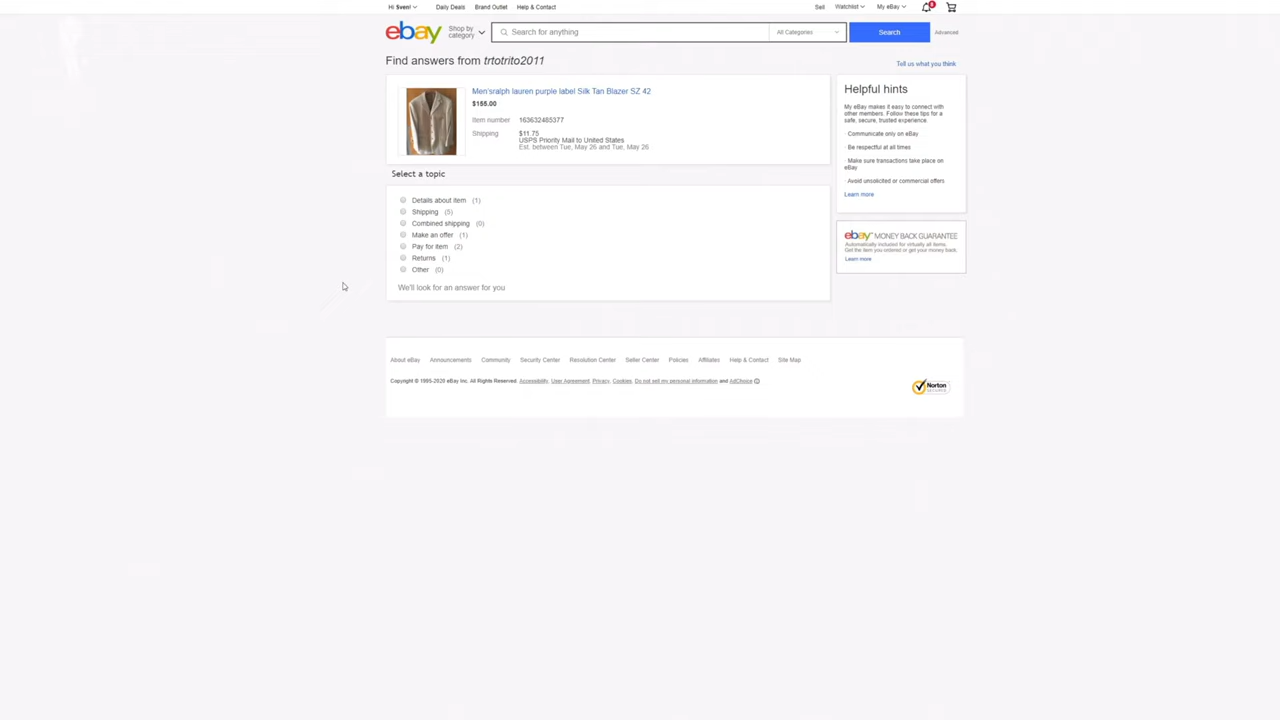 Hi Sven!
Daily Deals
Brand Outlet
Help & Contact
Sell
Watchlist
My eBay
ebay
Shop by category
Search for anything
All Categories
Search
Advanced
Find answers from trtotrito2011
Tell us what you think
Men'sralph lauren purple label Silk Tan Blazer SZ 42
$155.00
Item number 163632485377
Shipping $11.75
USPS Priority Mail to United States
Est. between Tue, May 26 and Tue, May 26
Select a topic
Details about item (1)
Shipping (5)
Combined shipping (0)
Make an offer (1)
Pay for item (2)
Returns (1)
Other (0)
We'll look for an answer for you
Helpful hints
My eBay makes it easy to connect with
other members. Follow these tips for a
safe, secure, trusted experience.
· Communicate only on eBay
· Be respectful at all times
· Make sure transactions take place on
eBay
· Avoid unsolicited or commercial offers
Learn more
ebay MONEY BACK GUARANTEE
Automatically included for virtually all items.
Get the item you ordered or get your money back.
Learn more
About eBay Announcements Community Security Center Resolution Center Seller Center Policies Affiliates Help & Contact Site Map
Copyright © 1995-2020 eBay Inc. All Rights Reserved. Accessibility, User Agreement, Privacy, Cookies, Do not sell my personal information and AdChoice
Norton
SECURED